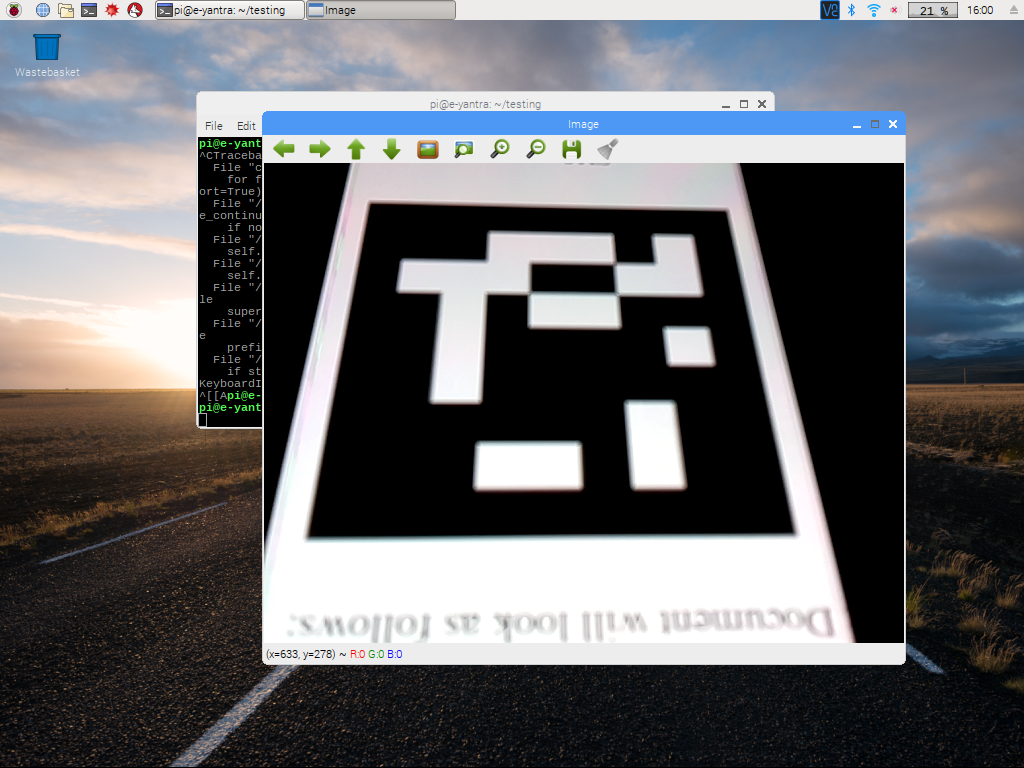 pi@e-yantra: ~/testing
Image
21 %
16:00
Wastebasket
pi@e-yantra: ~/testing
File Edit
Image
pi@e-yant
^CTraceba
File "c
for f
ort=True)
File "/
e_continu
if no
File "/
self.
File "/
self.
File "/
le
super
File "/
e
prefi
File "/
if st
KeyboardI
^[[Api@e-
pi@e-yant
Document will look as follows:
(x=633, y=278) ~ R:0 G:0 B:0